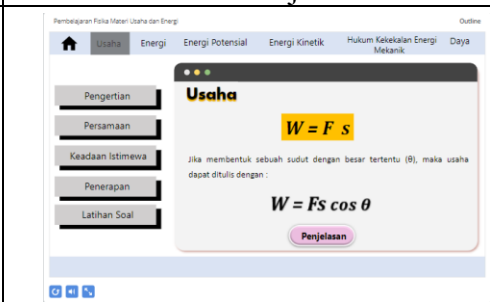 Pembelajaran Fisika Materi Usaha dan Energi
Outline
Usaha
Energi
Energi Potensial
Energi Kinetik
Hukum Kekekalan Energi
Mekanik
Daya
Pengertian
Persamaan
Keadaan Istimewa
Penerapan
Latihan Soal
Usaha
W = F s
Jika membentuk sebuah sudut dengan besar tertentu (θ), maka usaha
dapat ditulis dengan :
W = Fs cos θ
Penjelasan